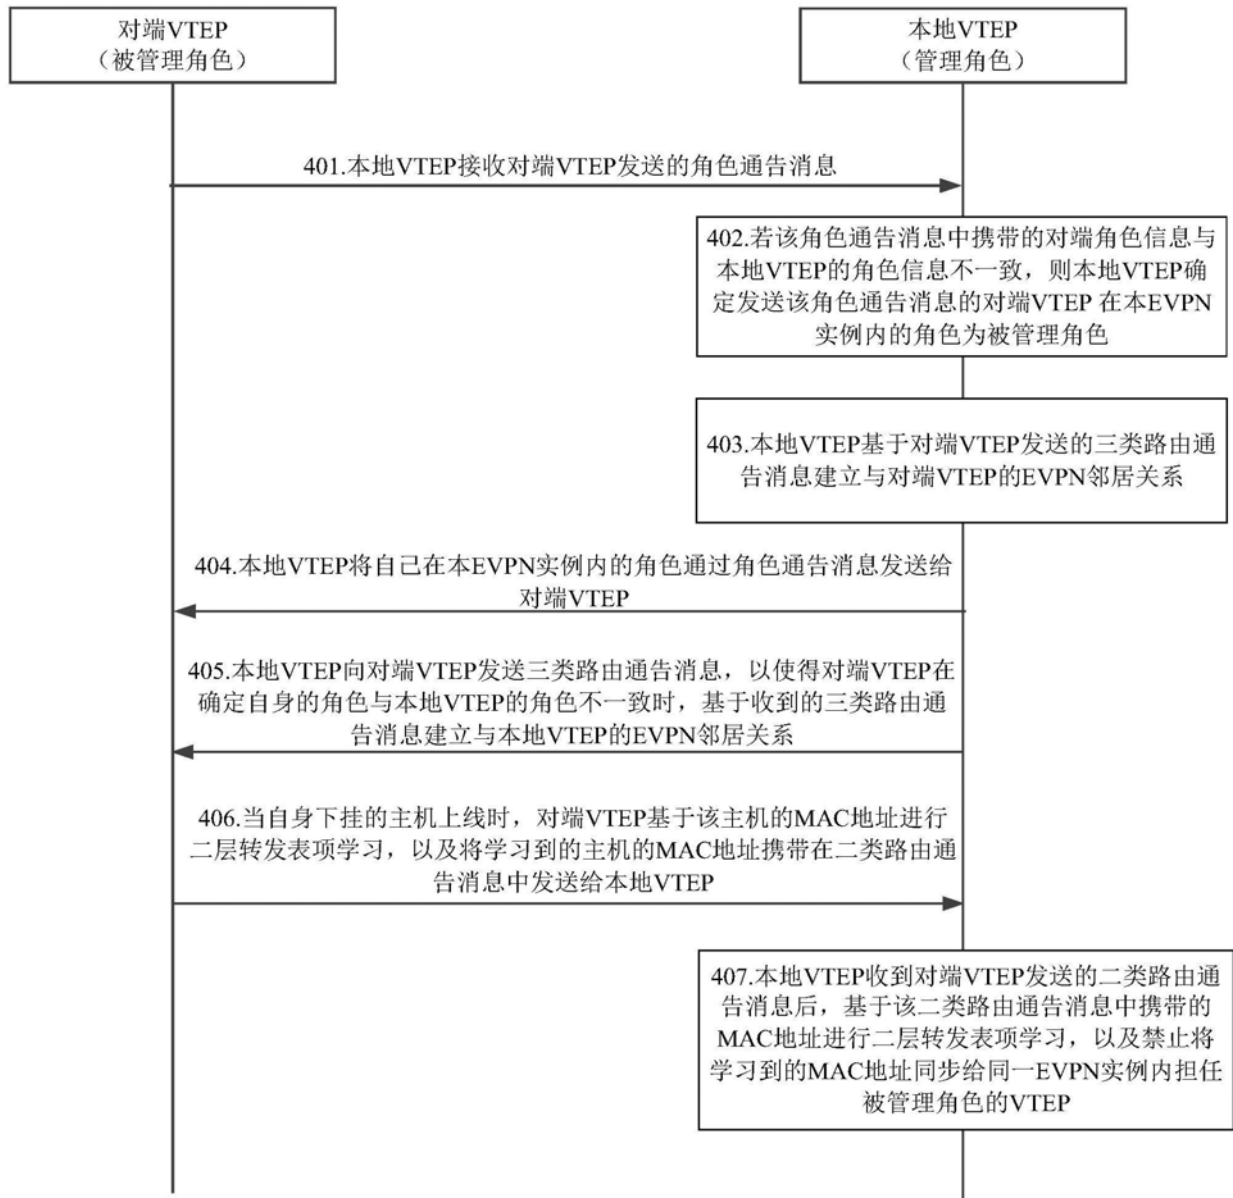 对端VTEP
（被管理角色）
本地VTEP
（管理角色）
401.本地VTEP接收对端VTEP发送的角色通告消息
402.若该角色通告消息中携带的对端角色信息与
本地VTEP的角色信息不一致，则本地VTEP确
定发送该角色通告消息的对端VTEP 在本EVPN
实例内的角色为被管理角色
403.本地VTEP基于对端VTEP发送的三类路由通
告消息建立与对端VTEP的EVPN邻居关系
404.本地VTEP将自己在本EVPN实例内的角色通过角色通告消息发送给
对端VTEP
405.本地VTEP向对端VTEP发送三类路由通告消息，以使得对端VTEP在
确定自身的角色与本地VTEP的角色不一致时，基于收到的三类路由通
告消息建立与本地VTEP的EVPN邻居关系
406.当自身下挂的主机上线时，对端VTEP基于该主机的MAC地址进行
二层转发表项学习，以及将学习到的主机的MAC地址携带在二类路由通
告消息中发送给本地VTEP
407.本地VTEP收到对端VTEP发送的二类路由通
告消息后，基于该二类路由通告消息中携带的
MAC地址进行二层转发表项学习，以及禁止将
学习到的MAC地址同步给同一EVPN实例内担任
被管理角色的VTEP